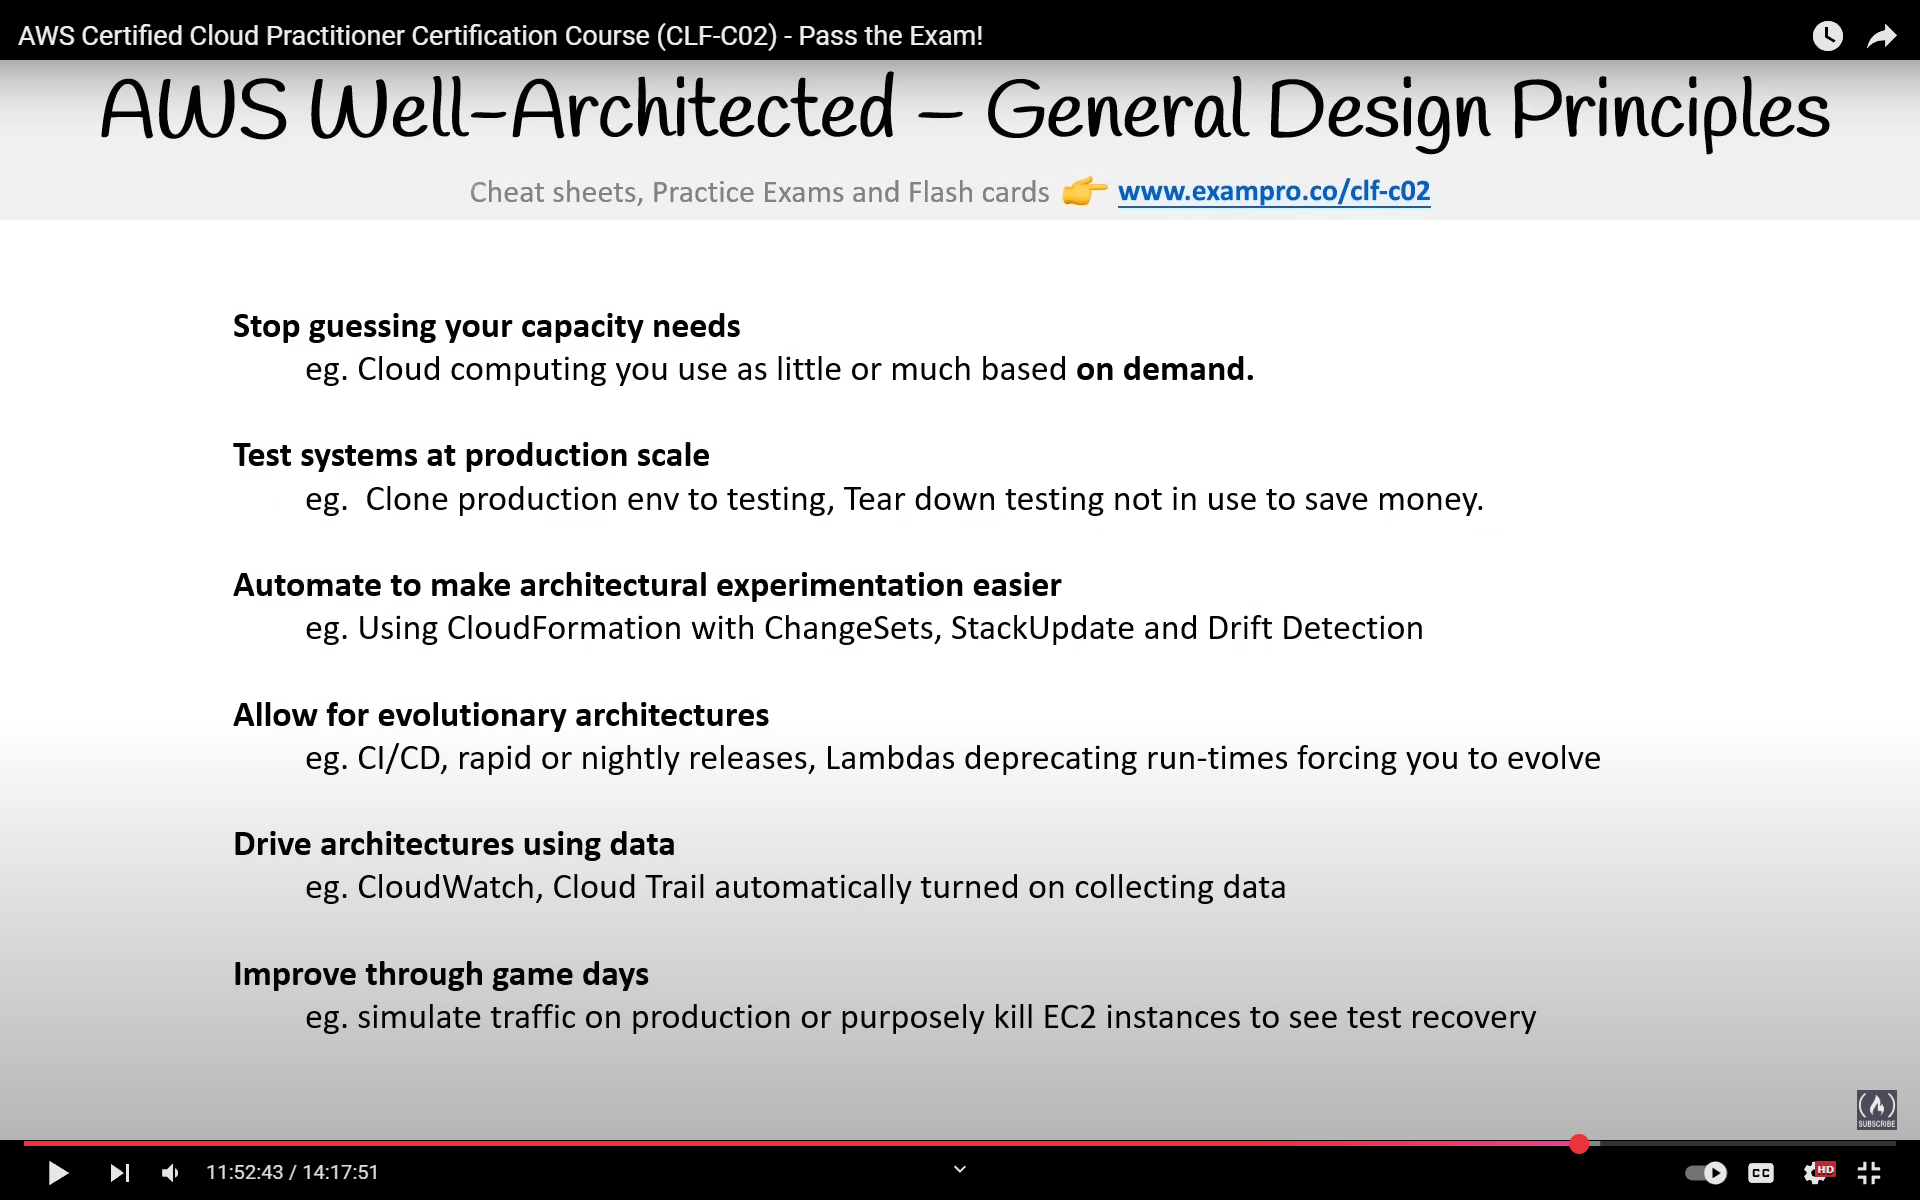 AWS Certified Cloud Practitioner Certification Course (CLF-C02) - Pass the Exam!
AWS Well-Architected – General Design Principles
Cheat sheets, Practice Exams and Flash cards 👉 www.exampro.co/clf-c02
Stop guessing your capacity needs
eg. Cloud computing you use as little or much based on demand.
Test systems at production scale
eg. Clone production env to testing, Tear down testing not in use to save money.
Automate to make architectural experimentation easier
eg. Using CloudFormation with ChangeSets, StackUpdate and Drift Detection
Allow for evolutionary architectures
eg. CI/CD, rapid or nightly releases, Lambdas deprecating run-times forcing you to evolve
Drive architectures using data
eg. CloudWatch, Cloud Trail automatically turned on collecting data
Improve through game days
eg. simulate traffic on production or purposely kill EC2 instances to see test recovery
SUBSCRIBE
11:52:43 / 14:17:51
CC
HD